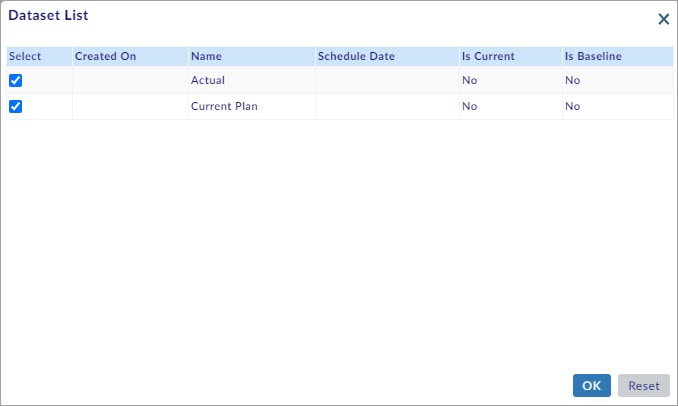 Dataset List
Select Created On Name Schedule Date Is Current Is Baseline
Actual No No
Current Plan No No
OK Reset